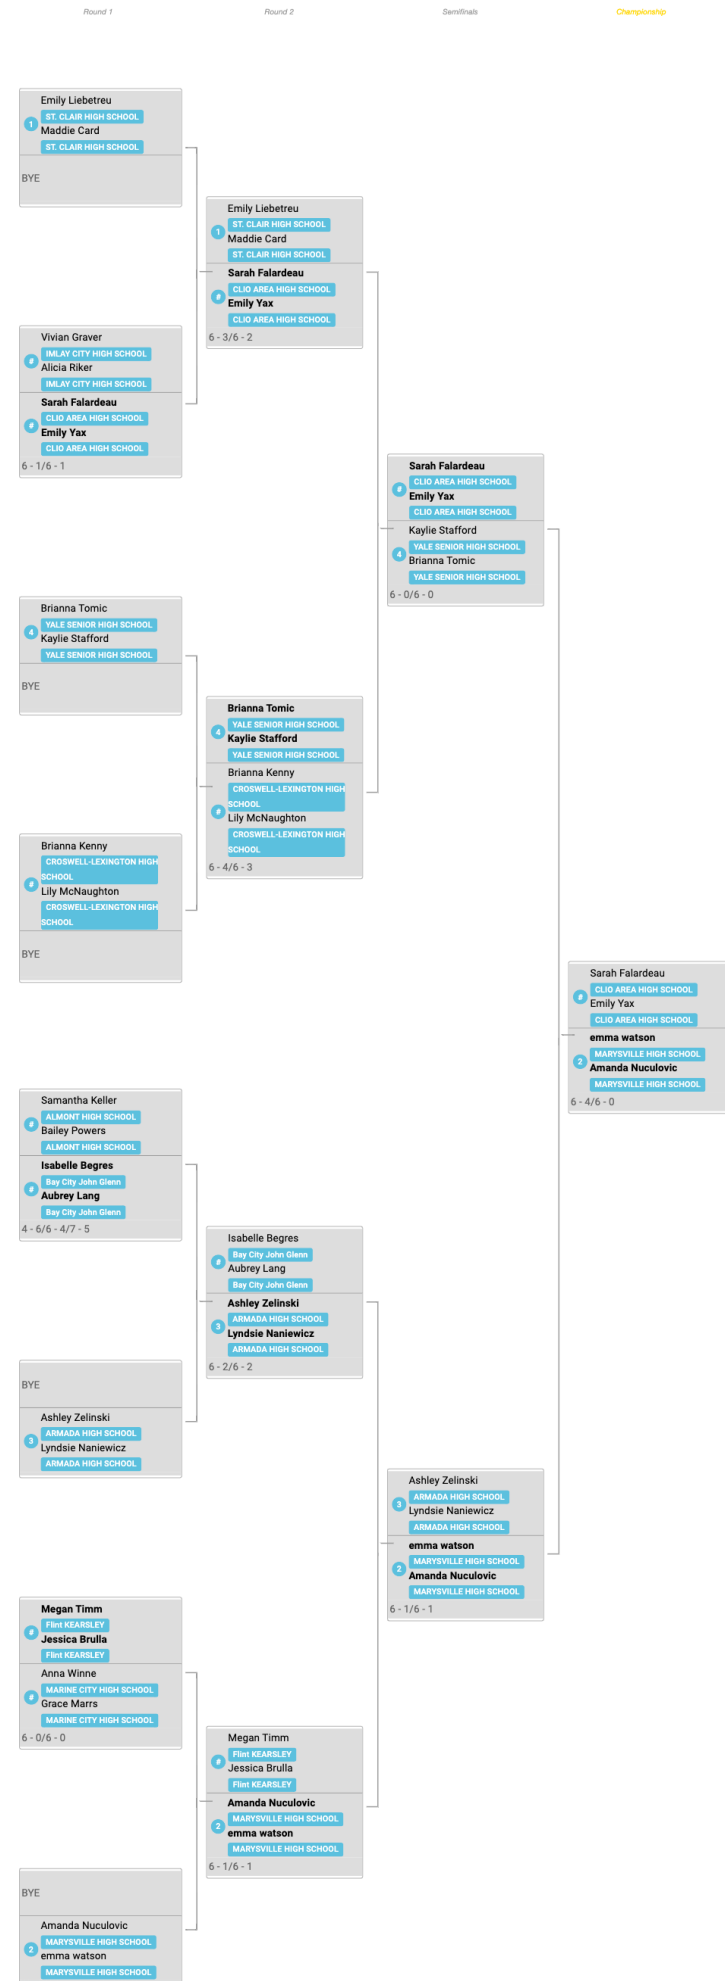 Round 1
Round 2
Semifinals
Championship
Emily Liebetreu
1
ST. CLAIR HIGH SCHOOL
Maddie Card
ST. CLAIR HIGH SCHOOL
BYE
Vivian Graver
#
IMLAY CITY HIGH SCHOOL
Alicia Riker
IMLAY CITY HIGH SCHOOL
Sarah Falardeau
#
CLIO AREA HIGH SCHOOL
Emily Yax
CLIO AREA HIGH SCHOOL
6 - 1/6 - 1
Brianna Tomic
4
YALE SENIOR HIGH SCHOOL
Kaylie Stafford
YALE SENIOR HIGH SCHOOL
BYE
Brianna Kenny
#
CROSWELL-LEXINGTON HIGH
SCHOOL
Lily McNaughton
CROSWELL-LEXINGTON HIGH
SCHOOL
BYE
Samantha Keller
#
ALMONT HIGH SCHOOL
Bailey Powers
ALMONT HIGH SCHOOL
Isabelle Begres
#
Bay City John Glenn
Aubrey Lang
Bay City John Glenn
4 - 6/6 - 4/7 - 5
BYE
Ashley Zelinski
3
ARMADA HIGH SCHOOL
Lyndsie Naniewicz
ARMADA HIGH SCHOOL
Megan Timm
#
Flint KEARSLEY
Jessica Brulla
Flint KEARSLEY
Anna Winne
#
MARINE CITY HIGH SCHOOL
Grace Marrs
MARINE CITY HIGH SCHOOL
6 - 0/6 - 0
BYE
Amanda Nuculovic
2
MARYSVILLE HIGH SCHOOL
emma watson
MARYSVILLE HIGH SCHOOL
Emily Liebetreu
1
ST. CLAIR HIGH SCHOOL
Maddie Card
ST. CLAIR HIGH SCHOOL
Sarah Falardeau
#
CLIO AREA HIGH SCHOOL
Emily Yax
CLIO AREA HIGH SCHOOL
6 - 3/6 - 2
Brianna Tomic
4
YALE SENIOR HIGH SCHOOL
Kaylie Stafford
YALE SENIOR HIGH SCHOOL
Brianna Kenny
#
CROSWELL-LEXINGTON HIGH
SCHOOL
Lily McNaughton
CROSWELL-LEXINGTON HIGH
SCHOOL
6 - 4/6 - 3
Isabelle Begres
#
Bay City John Glenn
Aubrey Lang
Bay City John Glenn
Ashley Zelinski
3
ARMADA HIGH SCHOOL
Lyndsie Naniewicz
ARMADA HIGH SCHOOL
6 - 2/6 - 2
Megan Timm
#
Flint KEARSLEY
Jessica Brulla
Flint KEARSLEY
Amanda Nuculovic
2
MARYSVILLE HIGH SCHOOL
emma watson
MARYSVILLE HIGH SCHOOL
6 - 1/6 - 1
Sarah Falardeau
#
CLIO AREA HIGH SCHOOL
Emily Yax
CLIO AREA HIGH SCHOOL
Kaylie Stafford
4
YALE SENIOR HIGH SCHOOL
Brianna Tomic
YALE SENIOR HIGH SCHOOL
6 - 0/6 - 0
Ashley Zelinski
3
ARMADA HIGH SCHOOL
Lyndsie Naniewicz
ARMADA HIGH SCHOOL
emma watson
2
MARYSVILLE HIGH SCHOOL
Amanda Nuculovic
MARYSVILLE HIGH SCHOOL
6 - 1/6 - 1
Sarah Falardeau
#
CLIO AREA HIGH SCHOOL
Emily Yax
CLIO AREA HIGH SCHOOL
emma watson
2
MARYSVILLE HIGH SCHOOL
Amanda Nuculovic
MARYSVILLE HIGH SCHOOL
6 - 4/6 - 0